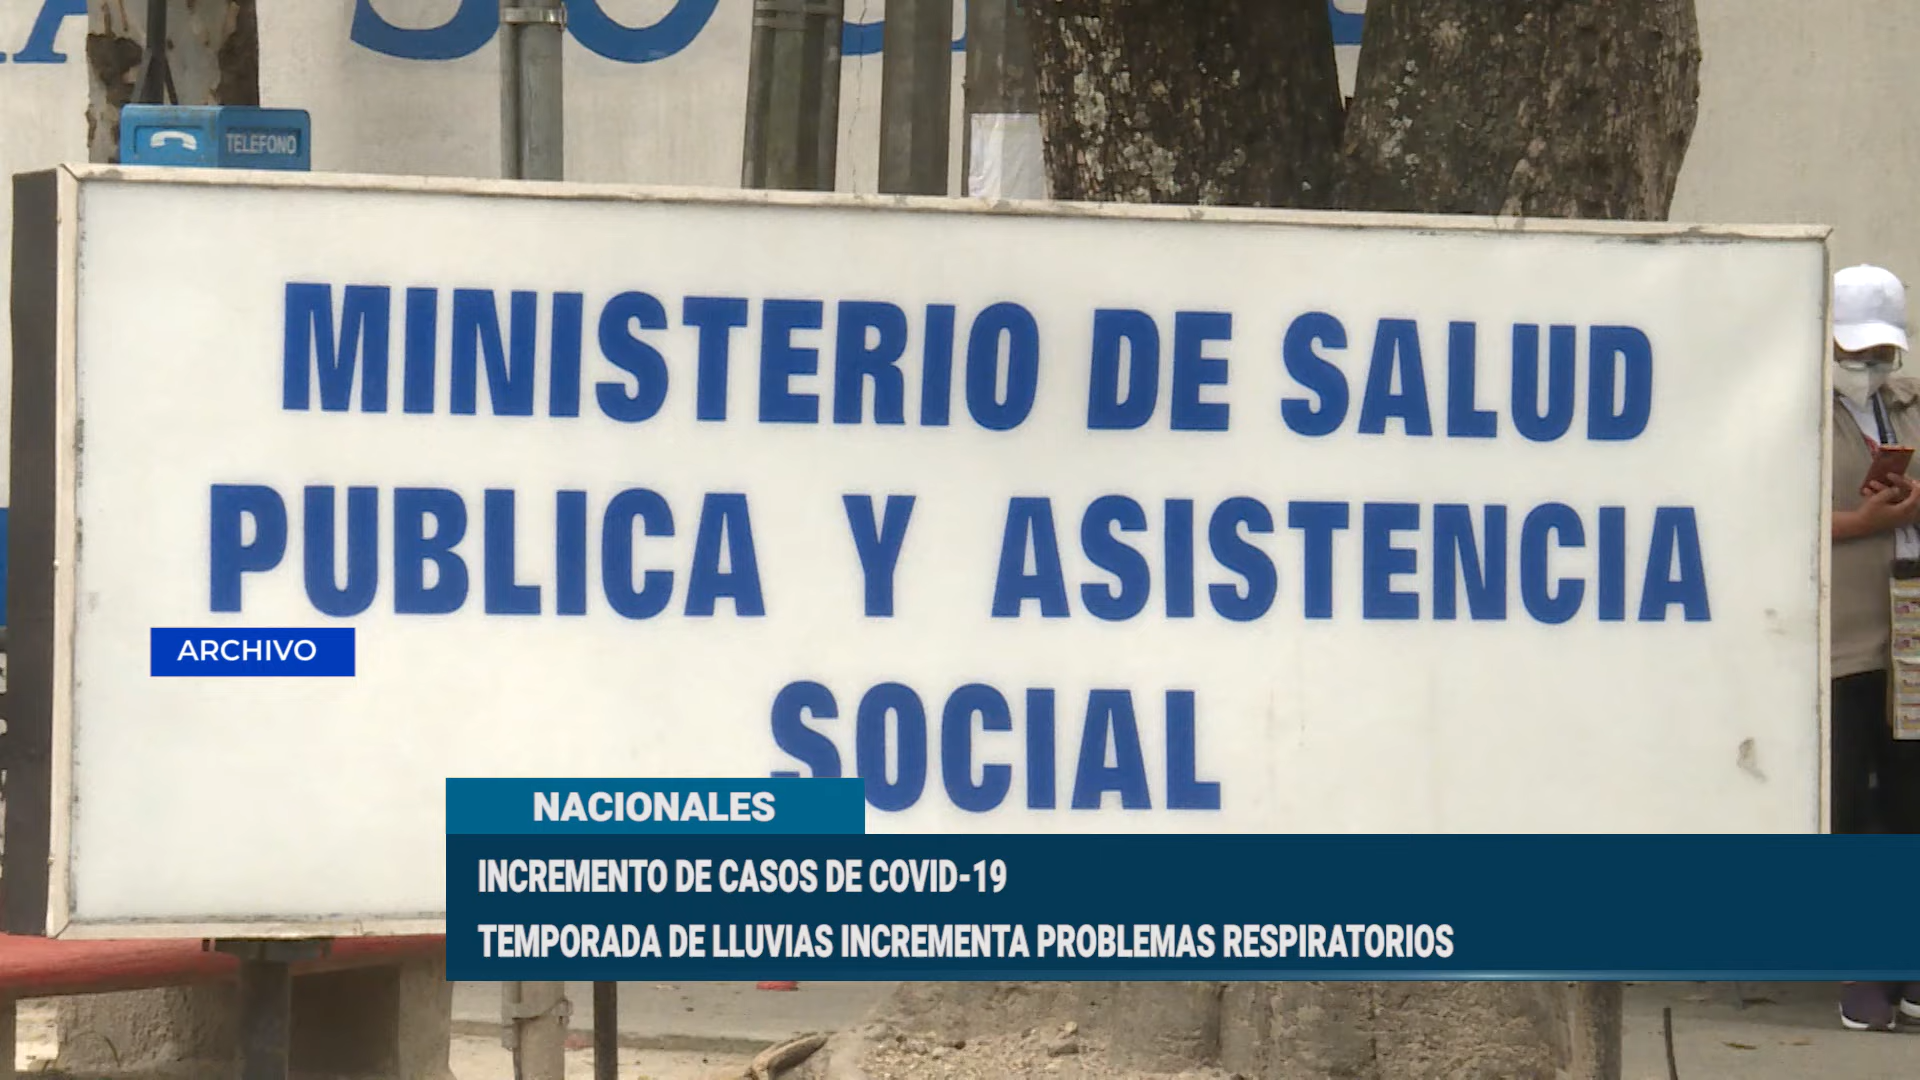 TELEFONO
MINISTERIO DE SALUD
PUBLICA Y ASISTENCIA
SOCIAL
ARCHIVO
NACIONALES
INCREMENTO DE CASOS DE COVID-19
TEMPORADA DE LLUVIAS INCREMENTA PROBLEMAS RESPIRATORIOS